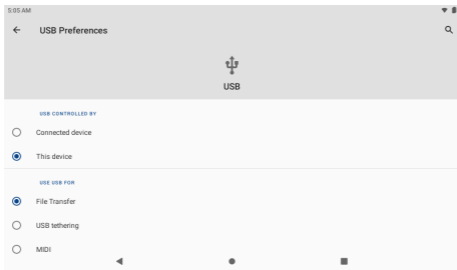 5:05 AM
USB Preferences
USB
USB CONTROLLED BY
Connected device
This device
USE USB FOR
File Transfer
USB tethering
MIDI